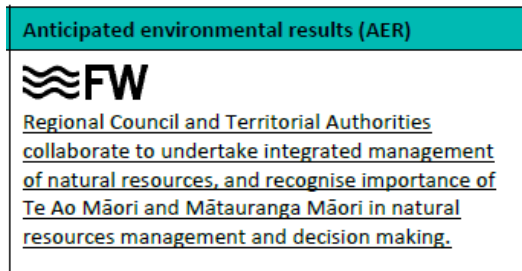 Anticipated environmental results (AER)
FW
Regional Council and Territorial Authorities
collaborate to undertake integrated management
of natural resources, and recognise importance of
Te Ao Māori and Mātauranga Māori in natural
resources management and decision making.